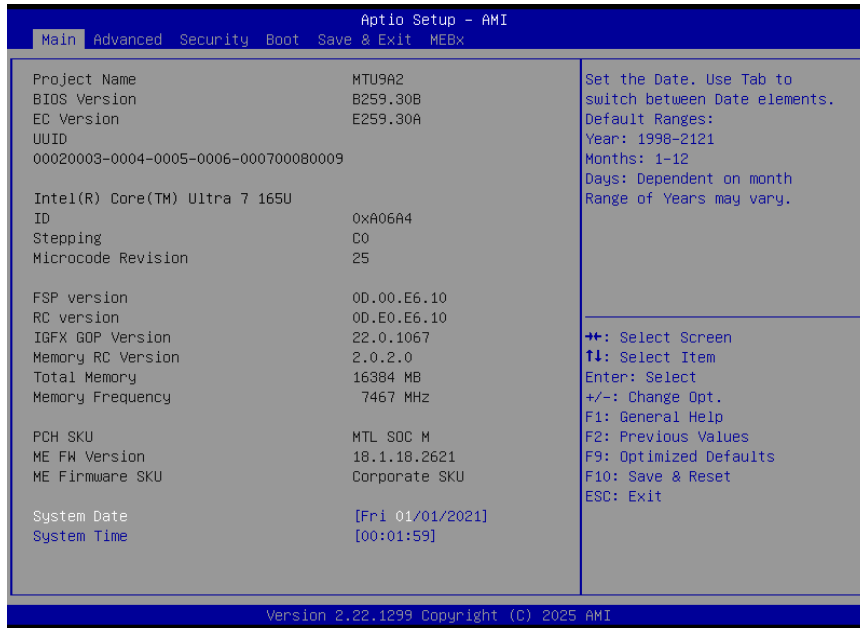 Aptio Setup - AMI
Main Advanced Security Boot Save & Exit MEBx
Project Name MTU9A2
BIOS Version B259.30B
EC Version E259.30A
UUID
00020003-0004-0005-0006-000700080009
Intel(R) Core(TM) Ultra 7 165U
ID 0xA06A4
Stepping C0
Microcode Revision 25
FSP version 0D.00.E6.10
RC version 0D.E0.E6.10
IGFX GOP Version 22.0.1067
Memory RC Version 2.0.2.0
Total Memory 16384 MB
Memory Frequency 7467 MHz
PCH SKU MTL SOC M
ME FW Version 18.1.18.2621
ME Firmware SKU Corporate SKU
System Date [Fri 01/01/2021]
System Time [00:01:59]
Set the Date. Use Tab to
switch between Date elements.
Default Ranges:
Year: 1998-2121
Months: 1-12
Days: Dependent on month
Range of Years may vary.
→←: Select Screen
↑↓: Select Item
Enter: Select
+/-: Change Opt.
F1: General Help
F2: Previous Values
F9: Optimized Defaults
F10: Save & Reset
ESC: Exit
Version 2.22.1299 Copyright (C) 2025 AMI